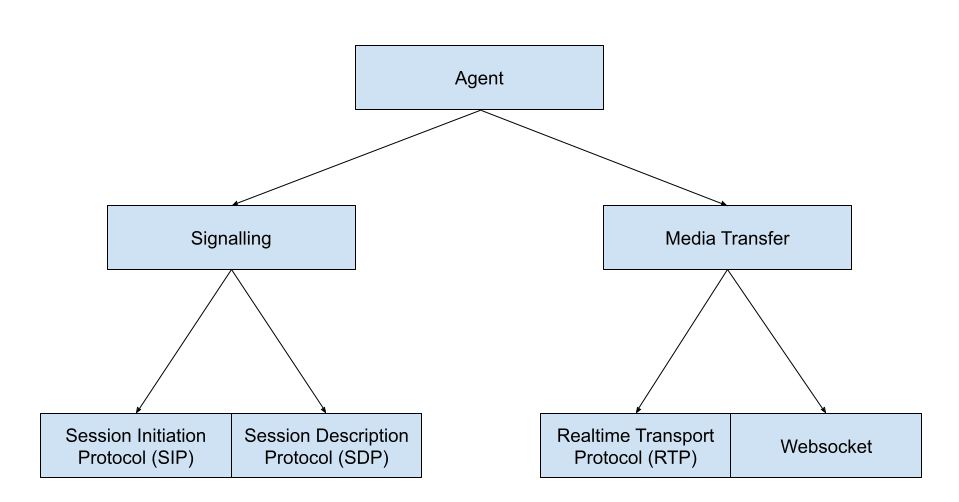 Agent
Signalling
Media Transfer
Session Initiation
Protocol (SIP)
Session Description
Protocol (SDP)
Realtime Transport
Protocol (RTP)
Websocket